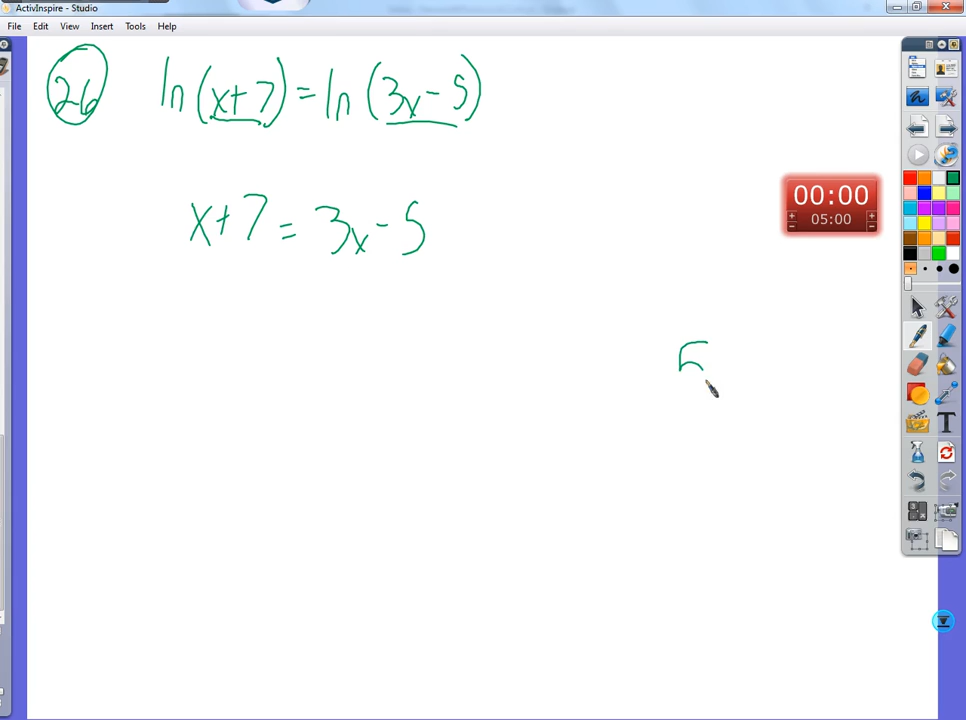 ActivInspire - Studio
File Edit View Insert Tools Help
26 ln(x+7)=ln(3x-5)
x+7=3x-5
00:00
05:00
5
T